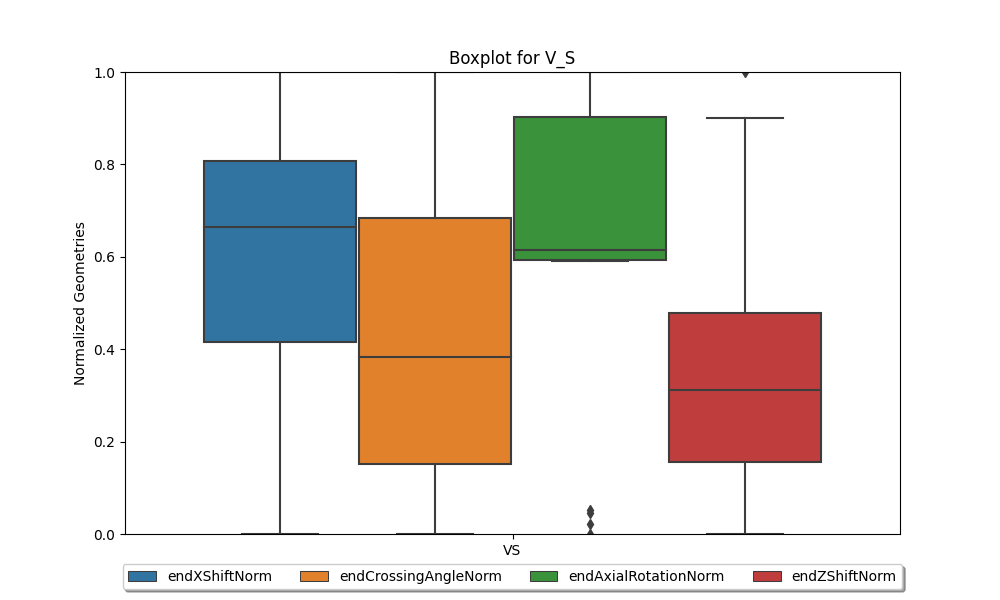 Boxplot for V_S
1.0
0.8
0.6
0.4
0.2
0.0
Normalized Geometries
VS
endXShiftNorm endCrossingAngleNorm endAxialRotationNorm endZShiftNorm